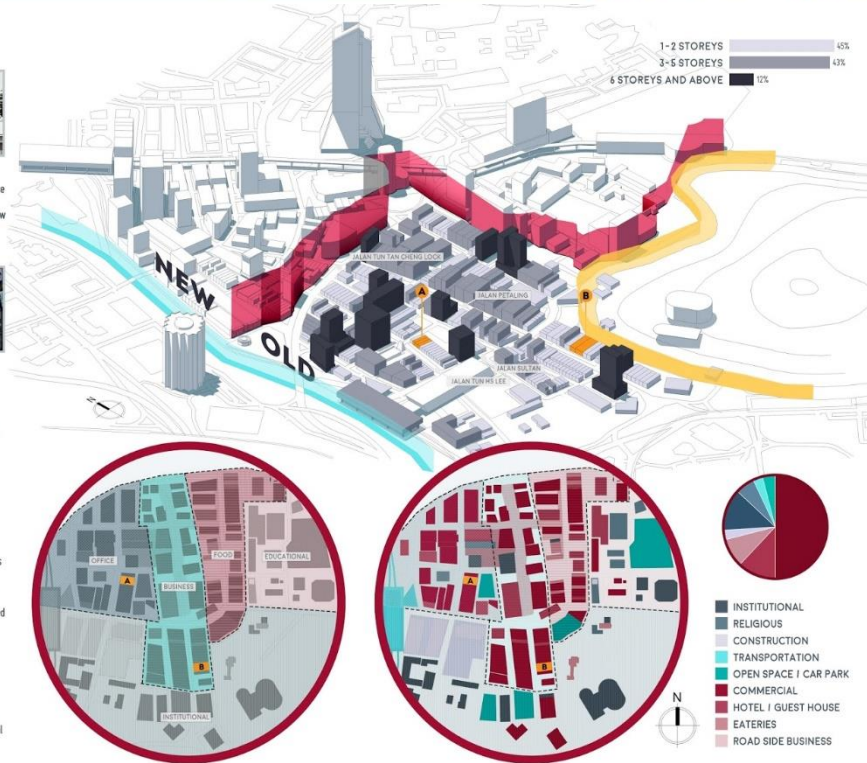 1-2 STOREYS 45%
3-5 STOREYS 43%
6 STOREYS AND ABOVE 12%
NEW
OLD
JALAN TUN TAN CHENG LOCK
A
JALAN PETALING
B
JALAN SULTAN
JALAN TUN HS LEE
N
OFFICE
A
BUSINESS
FOOD
EDUCATIONAL
B
INSTITUTIONAL
A
B
N
INSTITUTIONAL
RELIGIOUS
CONSTRUCTION
TRANSPORTATION
OPEN SPACE / CAR PARK
COMMERCIAL
HOTEL / GUEST HOUSE
EATERIES
ROAD SIDE BUSINESS